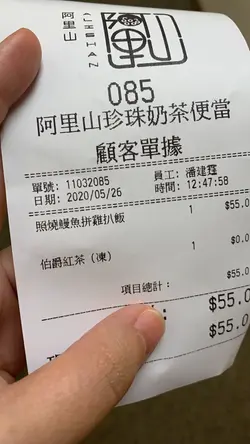 阿里山
085
阿里山珍珠奶茶便當
顧客單據
單號: 11032085 員工: 潘建霆
日期: 2020/05/26 時間: 12:47:58
照燒鰻魚拼雞扒飯 1 $55.0
伯爵紅茶（凍） 1 $0.0
項目總計: $55.0
$55.0
$55.0